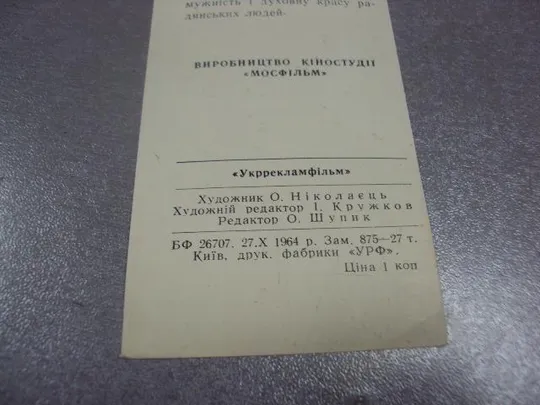 мужність і духовну красу ра-
дянських людей.
ВИРОБНИЦТВО КІНОСТУДІЇ
«МОСФІЛЬМ»
«Укррекламфільм»
Художник О. Ніколаєць
Художній редактор І. Кружков
Редактор О. Шупик
БФ 26707. 27.X 1964 р. Зам. 875—27 т.
Київ, друк. фабрики «УРФ».
Ціна 1 коп